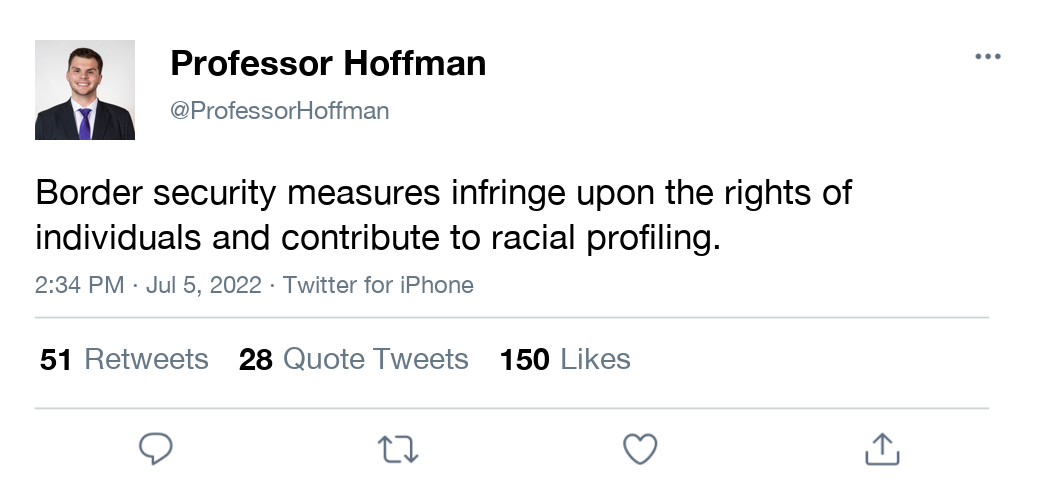 Professor Hoffman
@ProfessorHoffman
Border security measures infringe upon the rights of
individuals and contribute to racial profiling.
2:34 PM · Jul 5, 2022 · Twitter for iPhone
51 Retweets 28 Quote Tweets 150 Likes